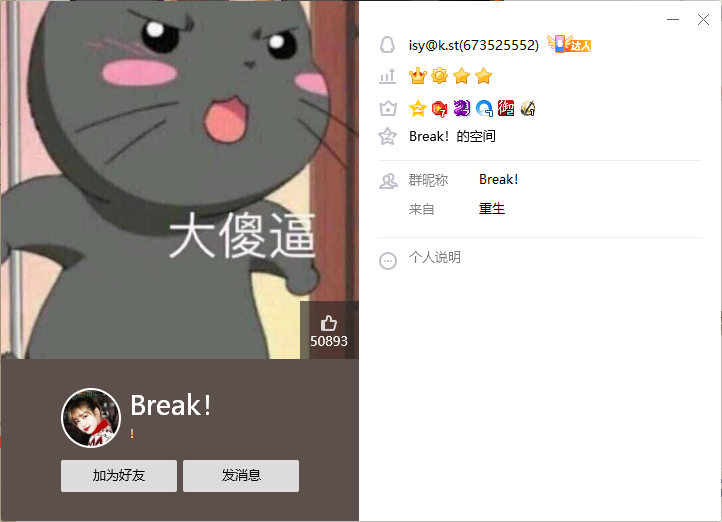 大傻逼
50893
Break!
!
加为好友
发消息
isy@k.st(673525552)
达人
Break! 的空间
群昵称 Break!
来自 重生
个人说明